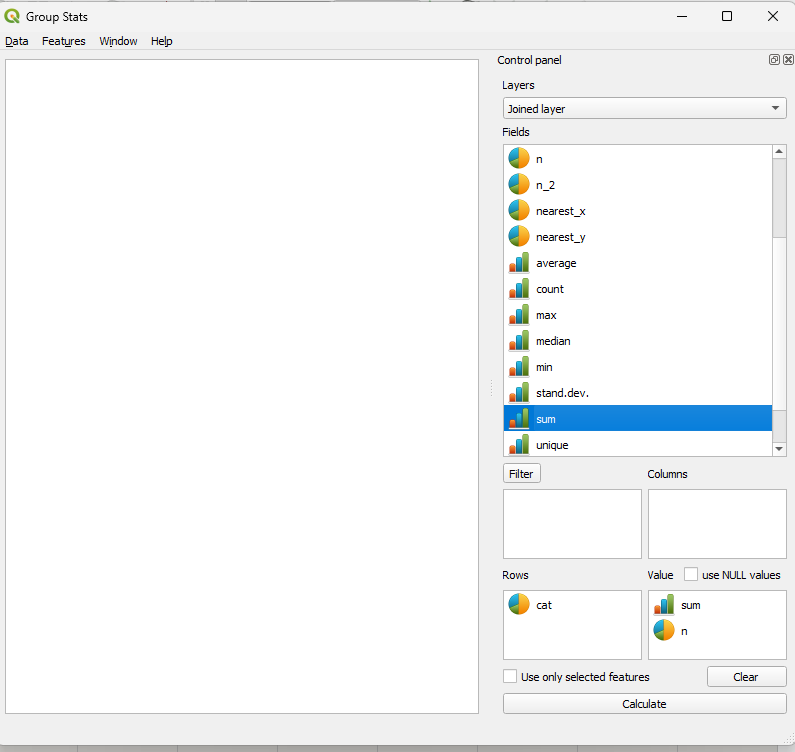 Group Stats
Data Features Window Help
Control panel
Layers
Joined layer
Fields
n
n_2
nearest_x
nearest_y
average
count
max
median
min
stand.dev.
sum
unique
Filter Columns
Rows Value use NULL values
cat sum
n
Use only selected features Clear
Calculate